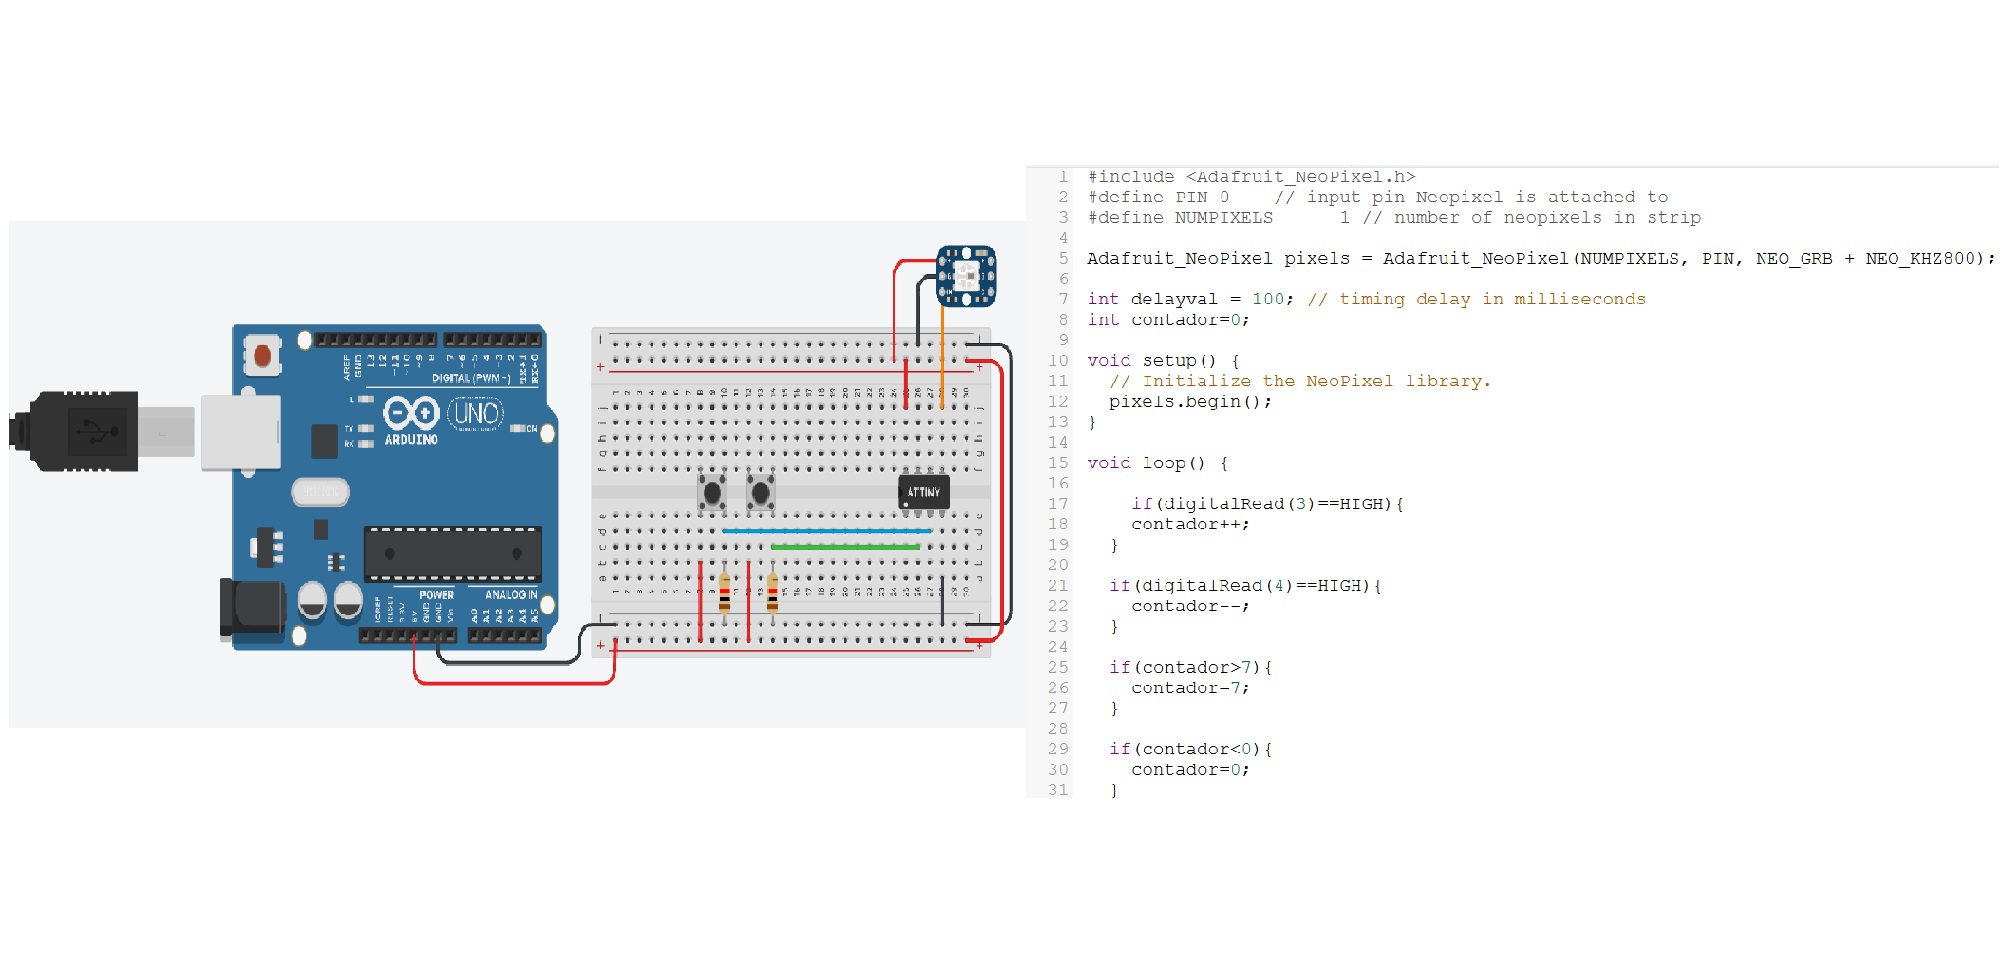 AREF
GND
13
12
~11
~10
~9
8
7
~6
~5
4
~3
2
TX→1
RX←0
DIGITAL (PWM~)
L
TX
RX
ARDUINO
UNO
ON
POWER
ANALOG IN
IOREF
RESET
3.3V
5V
GND
GND
Vin
A0
A1
A2
A3
A4
A5
ATTINY
1 #include <Adafruit_NeoPixel.h>
2 #define PIN 0 // input pin Neopixel is attached to
3 #define NUMPIXELS 1 // number of neopixels in strip
4
5 Adafruit_NeoPixel pixels = Adafruit_NeoPixel(NUMPIXELS, PIN, NEO_GRB + NEO_KHZ800);
6
7 int delayval = 100; // timing delay in milliseconds
8 int contador=0;
9
10 void setup() {
11 // Initialize the NeoPixel library.
12 pixels.begin();
13 }
14
15 void loop() {
16
17 if(digitalRead(3)==HIGH){
18 contador++;
19 }
20
21 if(digitalRead(4)==HIGH){
22 contador--;
23 }
24
25 if(contador>7){
26 contador=7;
27 }
28
29 if(contador<0){
30 contador=0;
31 }